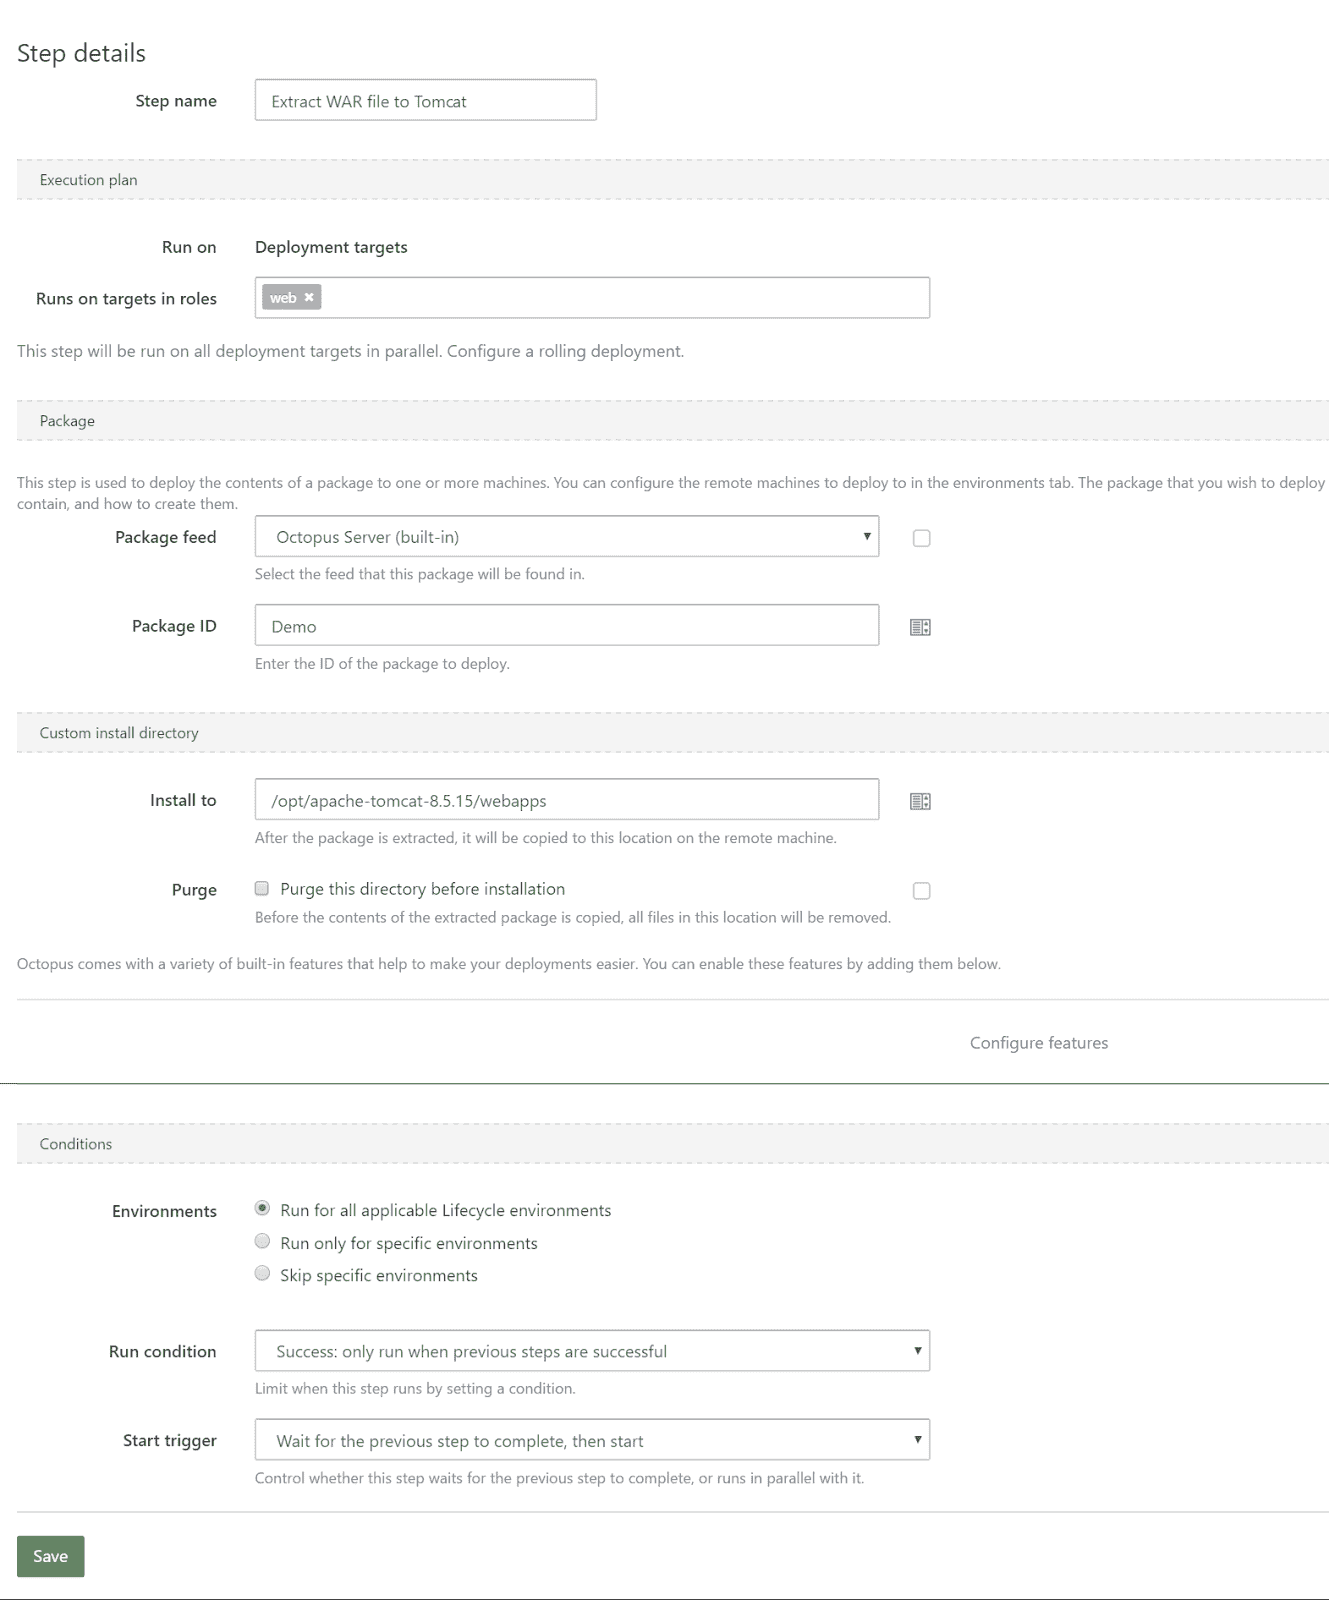 Step details
Step name Extract WAR file to Tomcat
Execution plan
Run on Deployment targets
Runs on targets in roles web ✖
This step will be run on all deployment targets in parallel. Configure a rolling deployment.
Package
This step is used to deploy the contents of a package to one or more machines. You can configure the remote machines to deploy to in the environments tab. The package that you wish to deploy
contain, and how to create them.
Package feed Octopus Server (built-in)
Select the feed that this package will be found in.
Package ID Demo
Enter the ID of the package to deploy.
Custom install directory
Install to /opt/apache-tomcat-8.5.15/webapps
After the package is extracted, it will be copied to this location on the remote machine.
Purge Purge this directory before installation
Before the contents of the extracted package is copied, all files in this location will be removed.
Octopus comes with a variety of built-in features that help to make your deployments easier. You can enable these features by adding them below.
Configure features
Conditions
Environments Run for all applicable Lifecycle environments
Run only for specific environments
Skip specific environments
Run condition Success: only run when previous steps are successful
Limit when this step runs by setting a condition.
Start trigger Wait for the previous step to complete, then start
Control whether this step waits for the previous step to complete, or runs in parallel with it.
Save